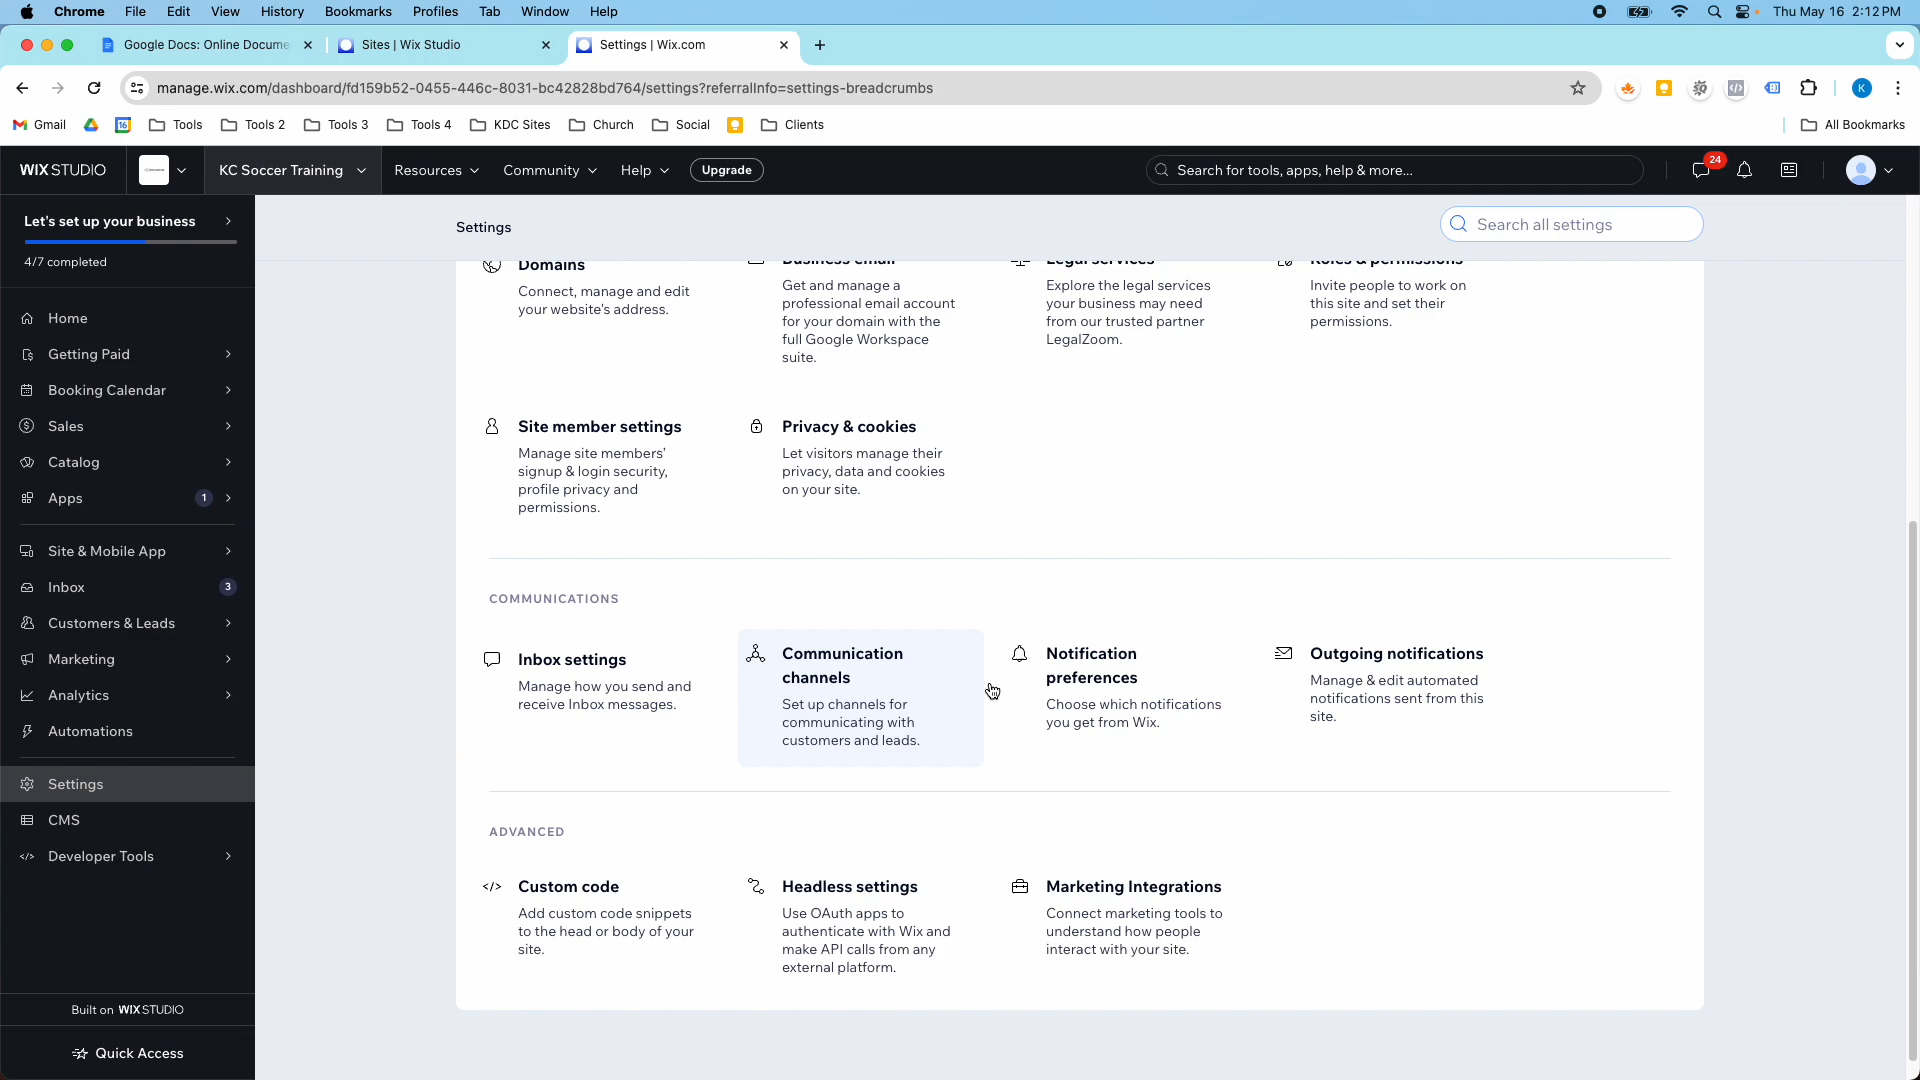 Chrome File Edit View History Bookmarks Profiles Tab Window Help Thu May 16 2:12 PM
Google Docs: Online Docume Sites | Wix Studio Settings | Wix.com
manage.wix.com/dashboard/fd159b52-0455-446c-8031-bc42828bd764/settings?referralInfo=settings-breadcrumbs
K
Gmail 16 Tools Tools 2 Tools 3 Tools 4 KDC Sites Church Social Clients All Bookmarks
WIX STUDIO KC Soccer Training Resources Community Help Upgrade Search for tools, apps, help & more... 24
Let's set up your business
4/7 completed
Home
Getting Paid
Booking Calendar
Sales
Catalog
Apps 1
Site & Mobile App
Inbox 3
Customers & Leads
Marketing
Analytics
Automations
Settings
CMS
Developer Tools
Built on WIX STUDIO
Quick Access
Settings
Search all settings
Domains
Connect, manage and edit
your website's address.
Business email
Get and manage a
professional email account
for your domain with the
full Google Workspace
suite.
Legal services
Explore the legal services
your business may need
from our trusted partner
LegalZoom.
Roles & permissions
Invite people to work on
this site and set their
permissions.
Site member settings
Manage site members'
signup & login security,
profile privacy and
permissions.
Privacy & cookies
Let visitors manage their
privacy, data and cookies
on your site.
COMMUNICATIONS
Inbox settings
Manage how you send and
receive Inbox messages.
Communication
channels
Set up channels for
communicating with
customers and leads.
Notification
preferences
Choose which notifications
you get from Wix.
Outgoing notifications
Manage & edit automated
notifications sent from this
site.
ADVANCED
Custom code
Add custom code snippets
to the head or body of your
site.
Headless settings
Use OAuth apps to
authenticate with Wix and
make API calls from any
external platform.
Marketing Integrations
Connect marketing tools to
understand how people
interact with your site.